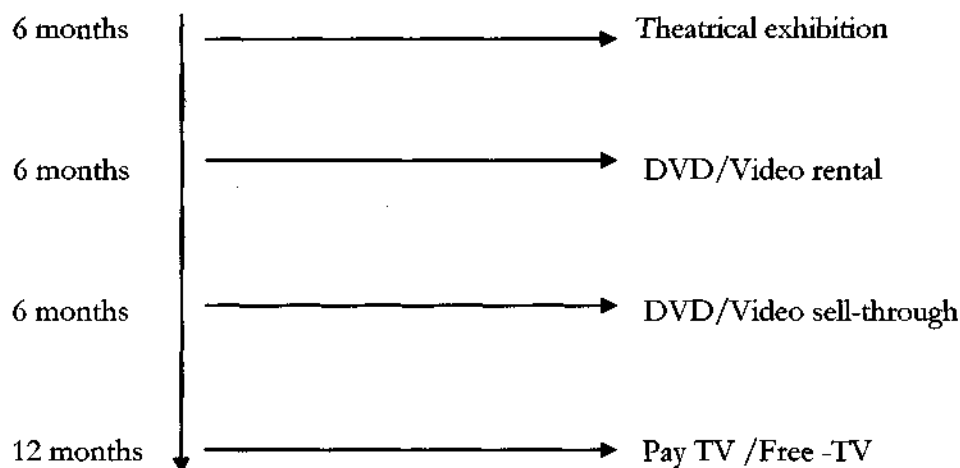 6 months Theatrical exhibition
6 months DVD/Video rental
6 months DVD/Video sell-through
12 months Pay TV /Free -TV